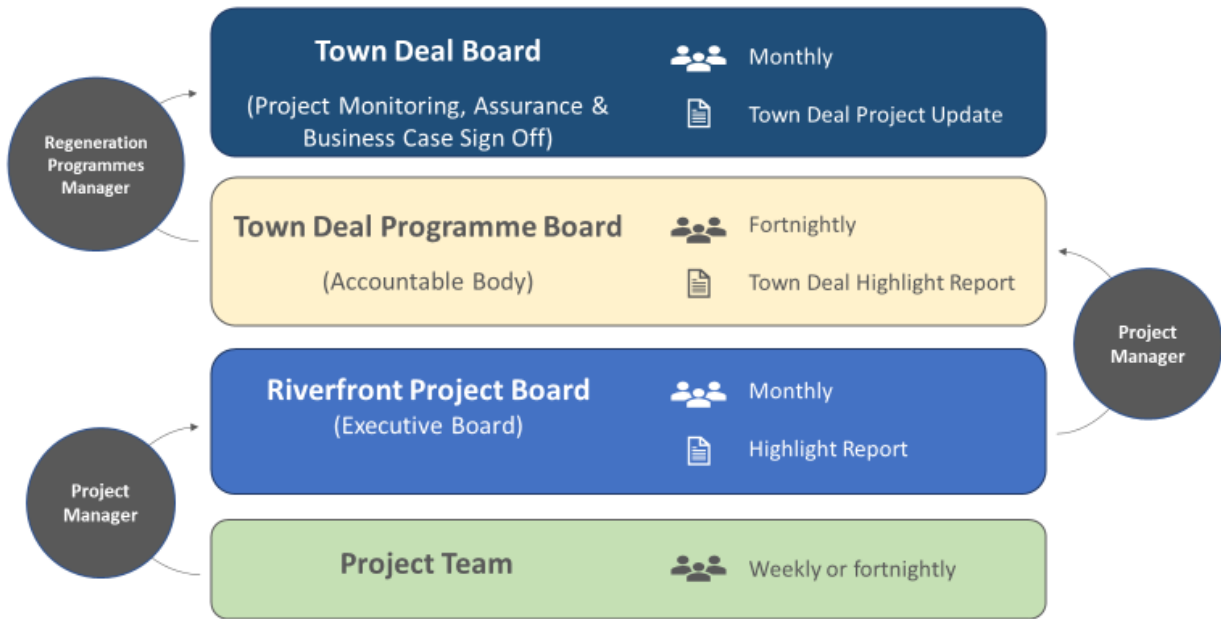 Town Deal Board
(Project Monitoring, Assurance &
Business Case Sign Off)
Monthly
Town Deal Project Update
Regeneration
Programmes
Manager
Town Deal Programme Board
(Accountable Body)
Fortnightly
Town Deal Highlight Report
Project
Manager
Riverfront Project Board
(Executive Board)
Monthly
Highlight Report
Project
Manager
Project Team
Weekly or fortnightly